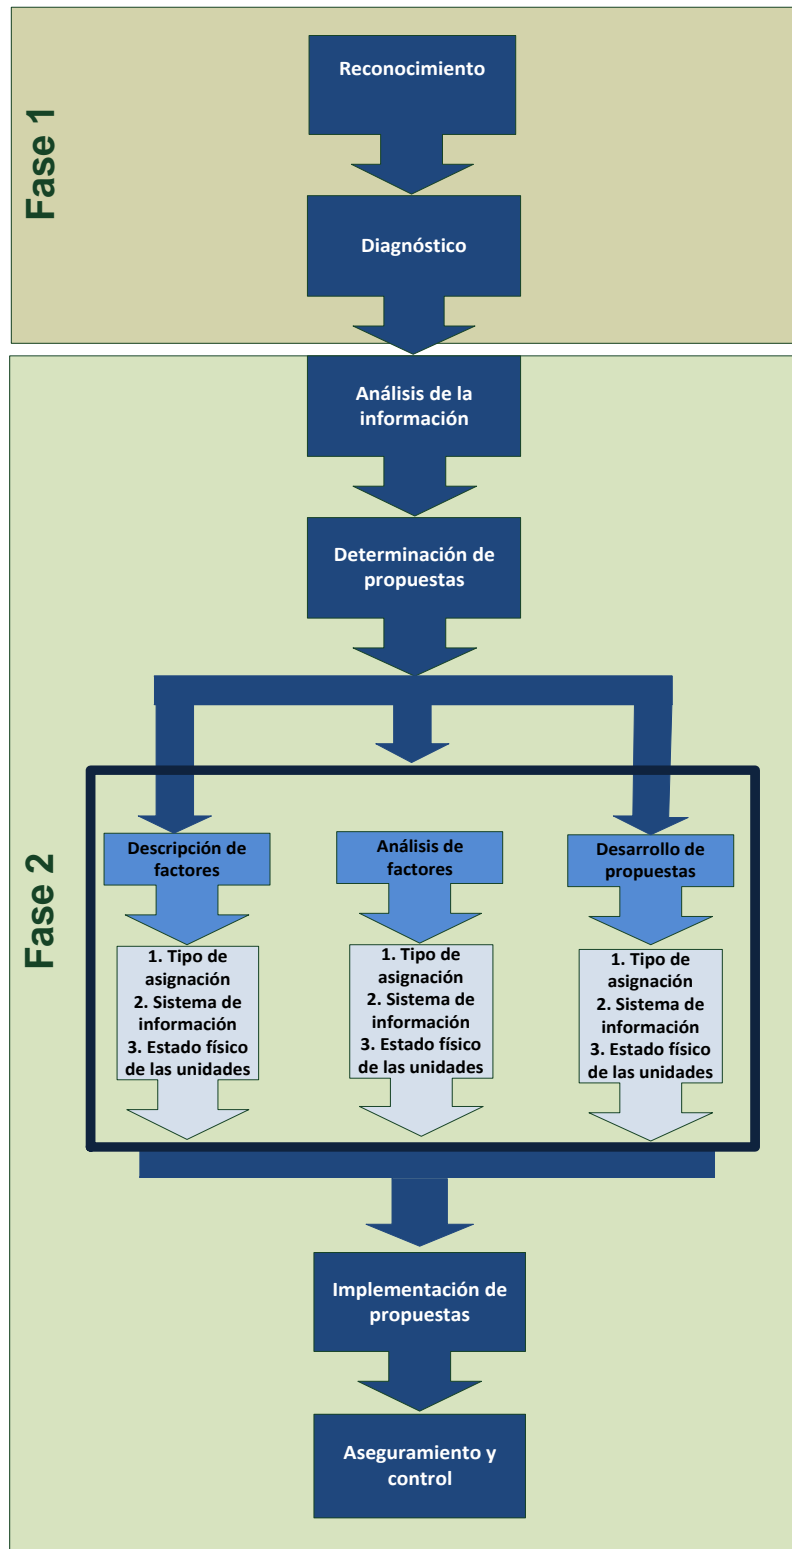 Fase 1
Reconocimiento
Diagnóstico
Fase 2
Análisis de la
información
Determinación de
propuestas
Descripción de
factores
1. Tipo de
asignación
2. Sistema de
información
3. Estado físico
de las unidades
Análisis de
factores
1. Tipo de
asignación
2. Sistema de
información
3. Estado físico
de las unidades
Desarrollo de
propuestas
1. Tipo de
asignación
2. Sistema de
información
3. Estado físico
de las unidades
Implementación de
propuestas
Aseguramiento y
control